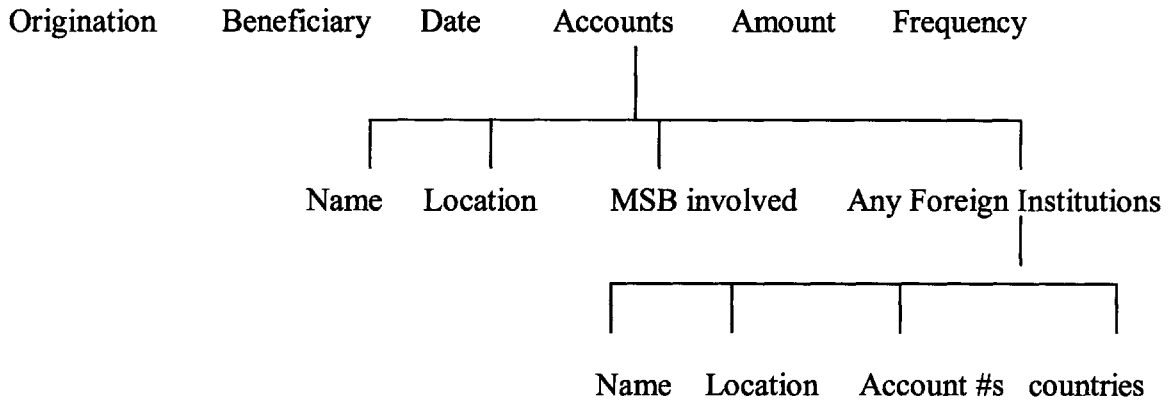 Origination Beneficiary Date Accounts Amount Frequency
Name Location MSB involved Any Foreign Institutions
Name Location Account #s countries